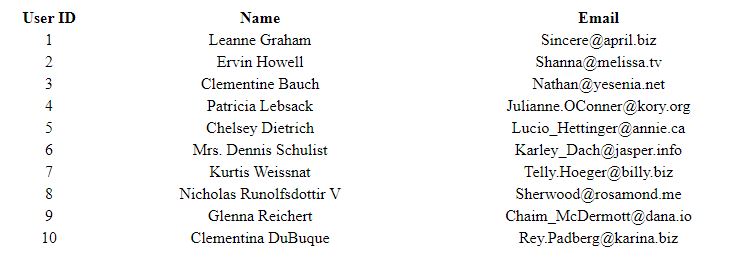 User ID Name Email
1 Leanne Graham Sincere@april.biz
2 Ervin Howell Shanna@melissa.tv
3 Clementine Bauch Nathan@yesenia.net
4 Patricia Lebsack Julianne.OConner@kory.org
5 Chelsey Dietrich Lucio_Hettinger@annie.ca
6 Mrs. Dennis Schulist Karley_Dach@jasper.info
7 Kurtis Weissnat Telly.Hoeger@billy.biz
8 Nicholas Runolfsdottir V Sherwood@rosamond.me
9 Glenna Reichert Chaim_McDermott@dana.io
10 Clementina DuBuque Rey.Padberg@karina.biz